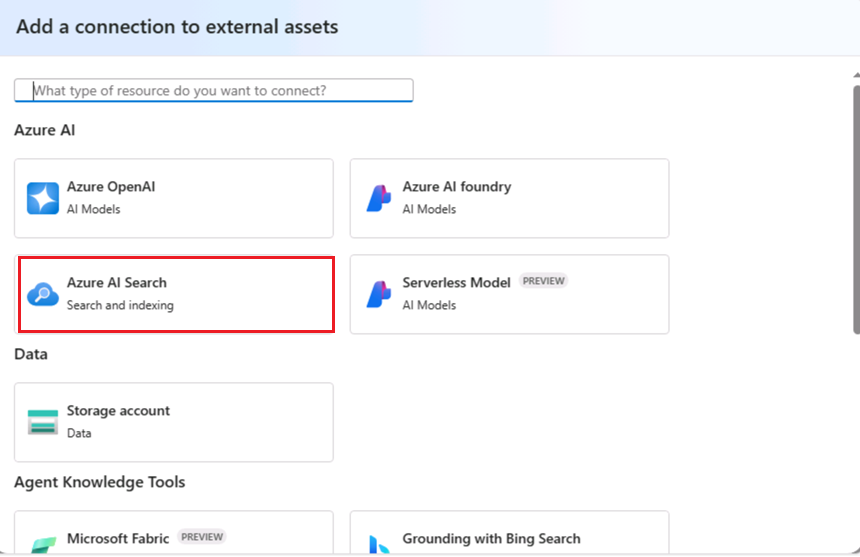 Add a connection to external assets
What type of resource do you want to connect?
Azure AI
Azure OpenAI
AI Models
Azure AI foundry
AI Models
Azure AI Search
Search and indexing
Serverless Model PREVIEW
AI Models
Data
Storage account
Data
Agent Knowledge Tools
Microsoft Fabric PREVIEW
Grounding with Bing Search